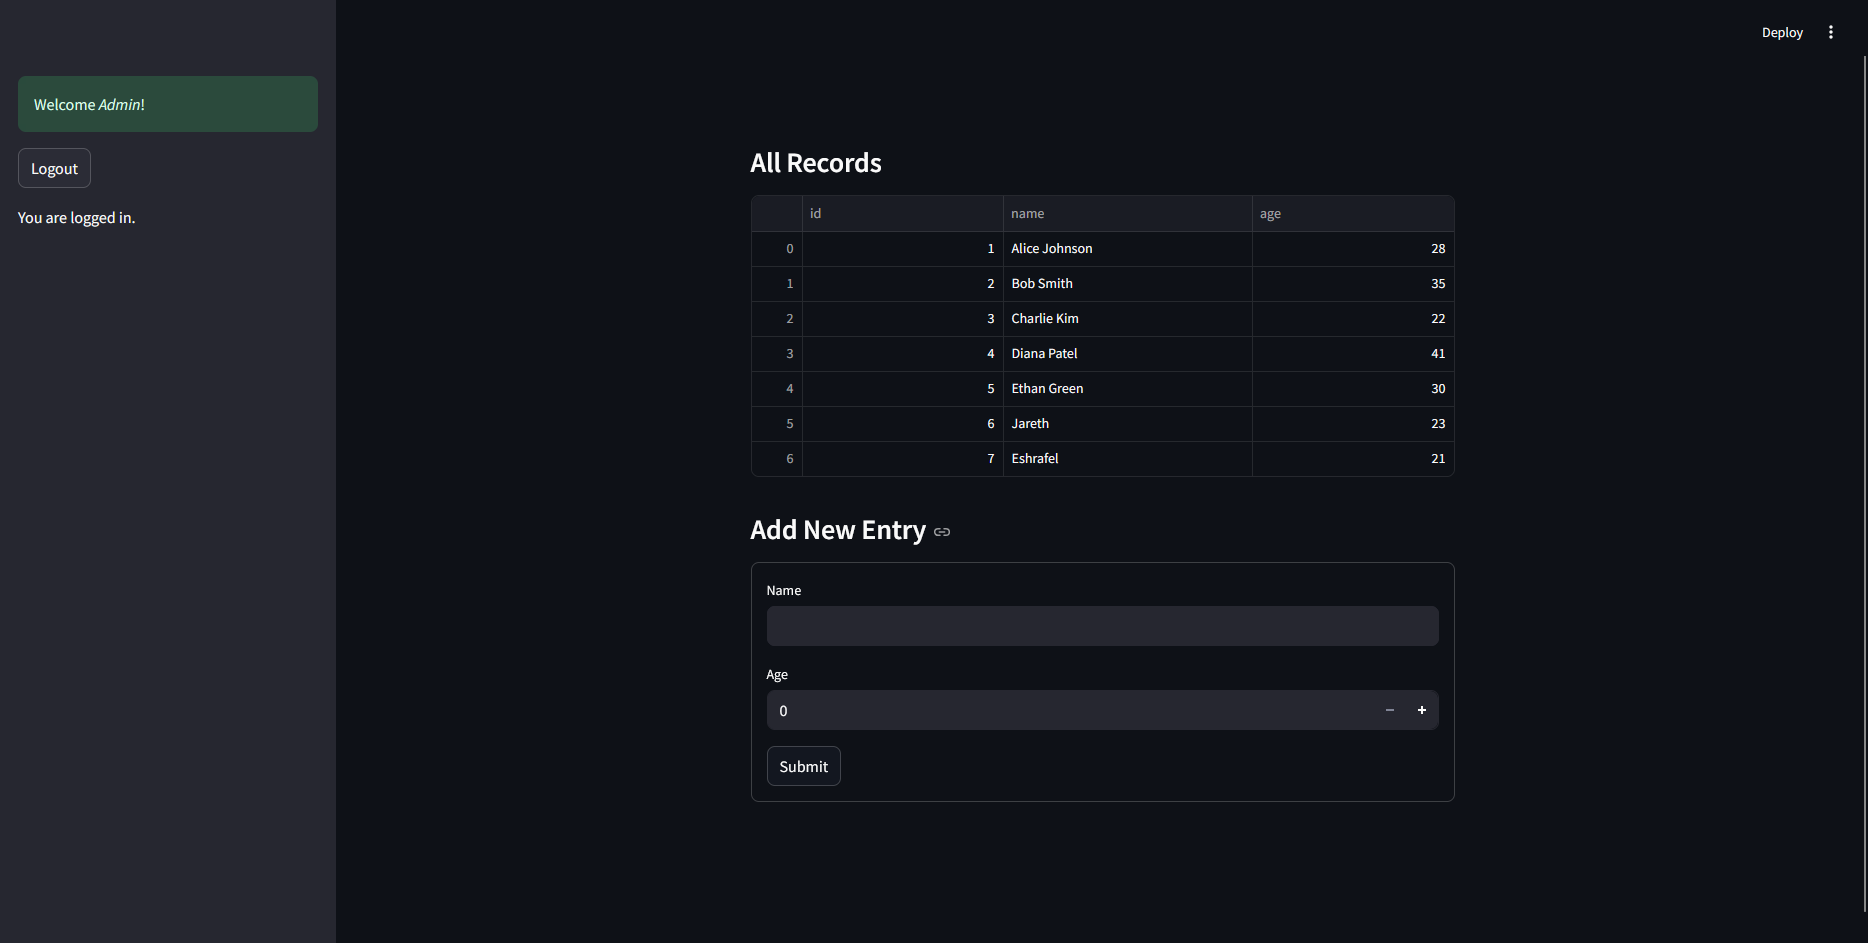 Deploy
Welcome Admin!
Logout
You are logged in.
All Records
id name age
0 1 Alice Johnson 28
1 2 Bob Smith 35
2 3 Charlie Kim 22
3 4 Diana Patel 41
4 5 Ethan Green 30
5 6 Jareth 23
6 7 Eshrafel 21
Add New Entry
Name
Age
0
Submit